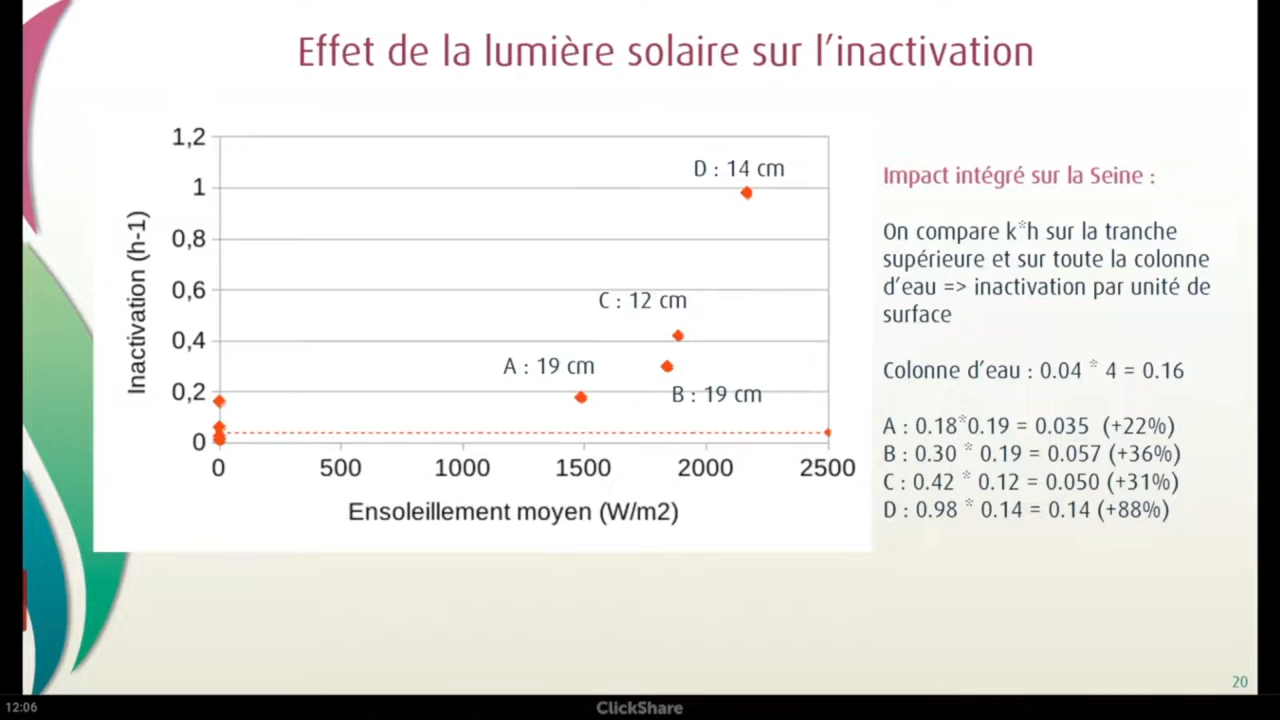 Effet de la lumière solaire sur l'inactivation
1,2
1
0,8
0,6
0,4
0,2
0
Inactivation (h-1)
D : 14 cm
C : 12 cm
A : 19 cm
B : 19 cm
0 500 1000 1500 2000 2500
Ensoleillement moyen (W/m2)
Impact intégré sur la Seine :
On compare k*h sur la tranche
supérieure et sur toute la colonne
d'eau => inactivation par unité de
surface
Colonne d'eau : 0.04 * 4 = 0.16
A : 0.18*0.19 = 0.035 (+22%)
B : 0.30 * 0.19 = 0.057 (+36%)
C : 0.42 * 0.12 = 0.050 (+31%)
D : 0.98 * 0.14 = 0.14 (+88%)
20
12:06
ClickShare